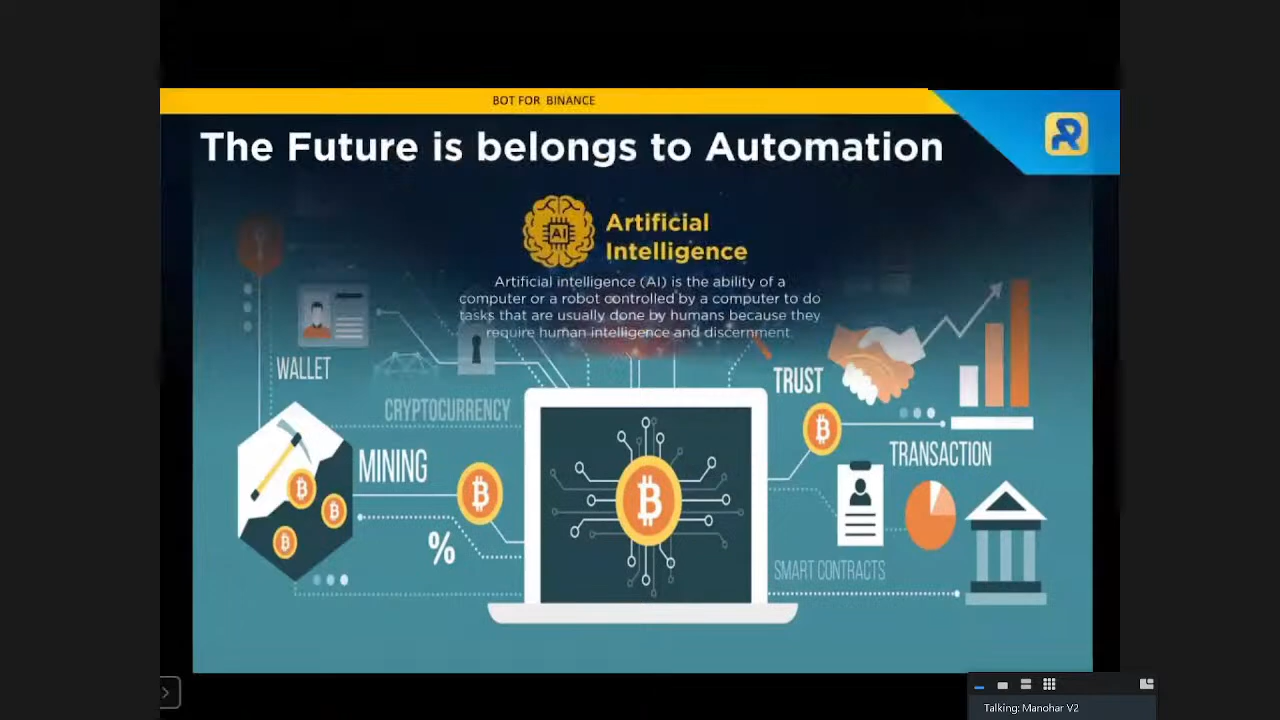 BOT FOR BINANCE
The Future is belongs to Automation
AI
Artificial
Intelligence
Artificial intelligence (AI) is the ability of a
computer or a robot controlled by a computer to do
tasks that are usually done by humans because they
require human intelligence and discernment
WALLET
CRYPTOCURRENCY
MINING
%
TRUST
TRANSACTION
SMART CONTRACTS
Talking: Manohar V2